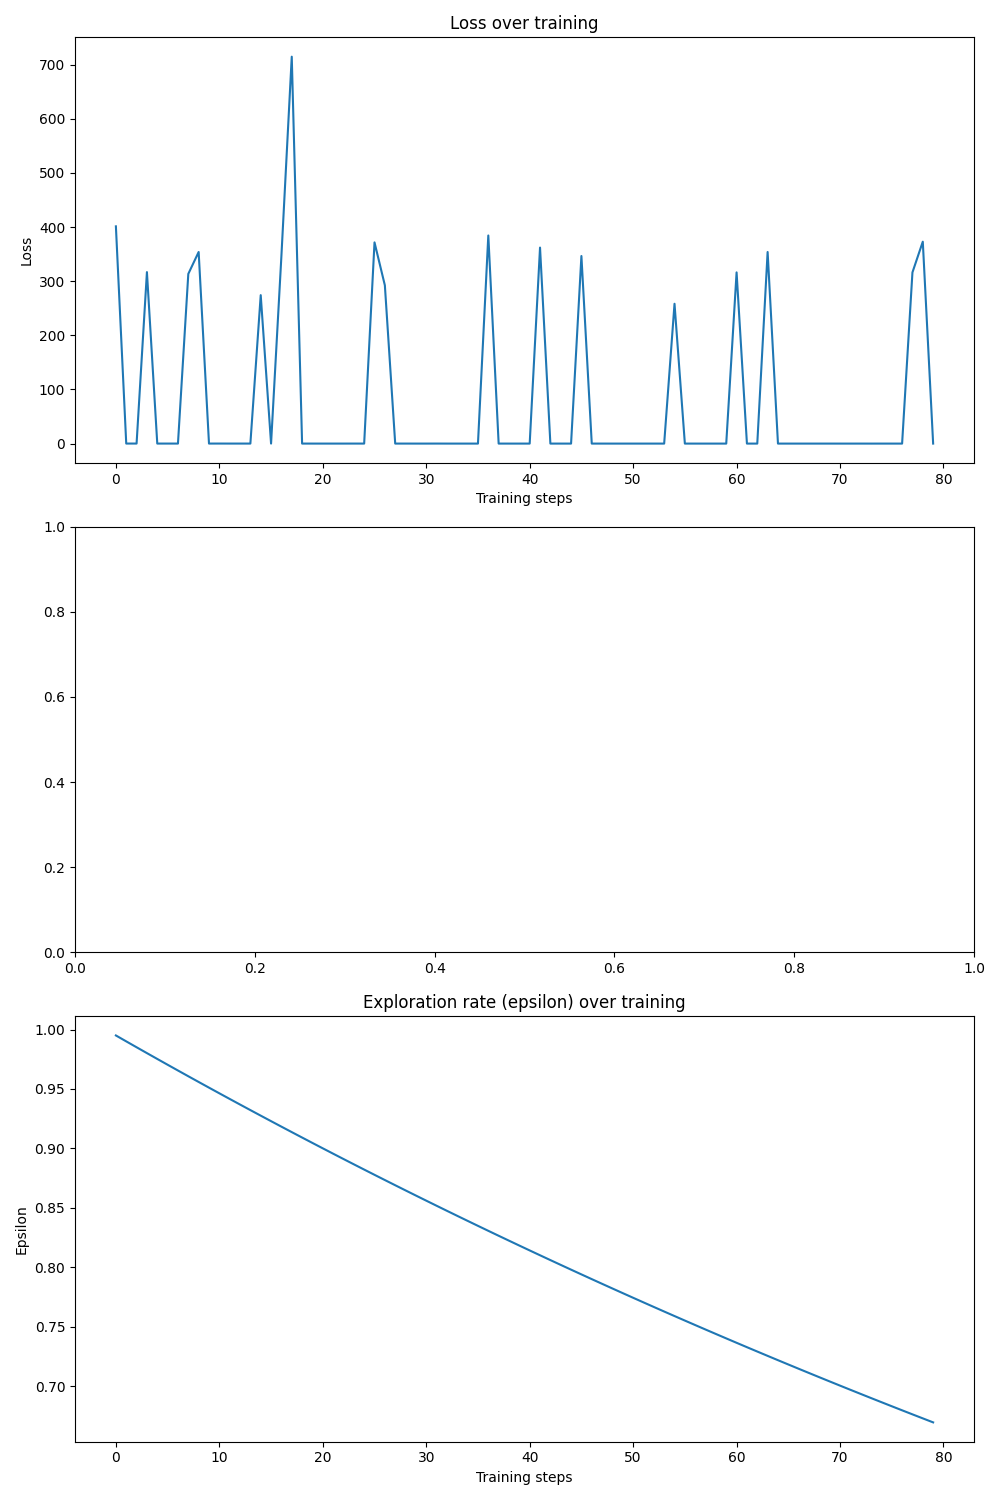 Loss over training
700
600
500
400
300
200
100
0
Loss
0 10 20 30 40 50 60 70 80
Training steps
1.0
0.8
0.6
0.4
0.2
0.0
0.0 0.2 0.4 0.6 0.8 1.0
Exploration rate (epsilon) over training
1.00
0.95
0.90
0.85
0.80
0.75
0.70
Epsilon
0 10 20 30 40 50 60 70 80
Training steps